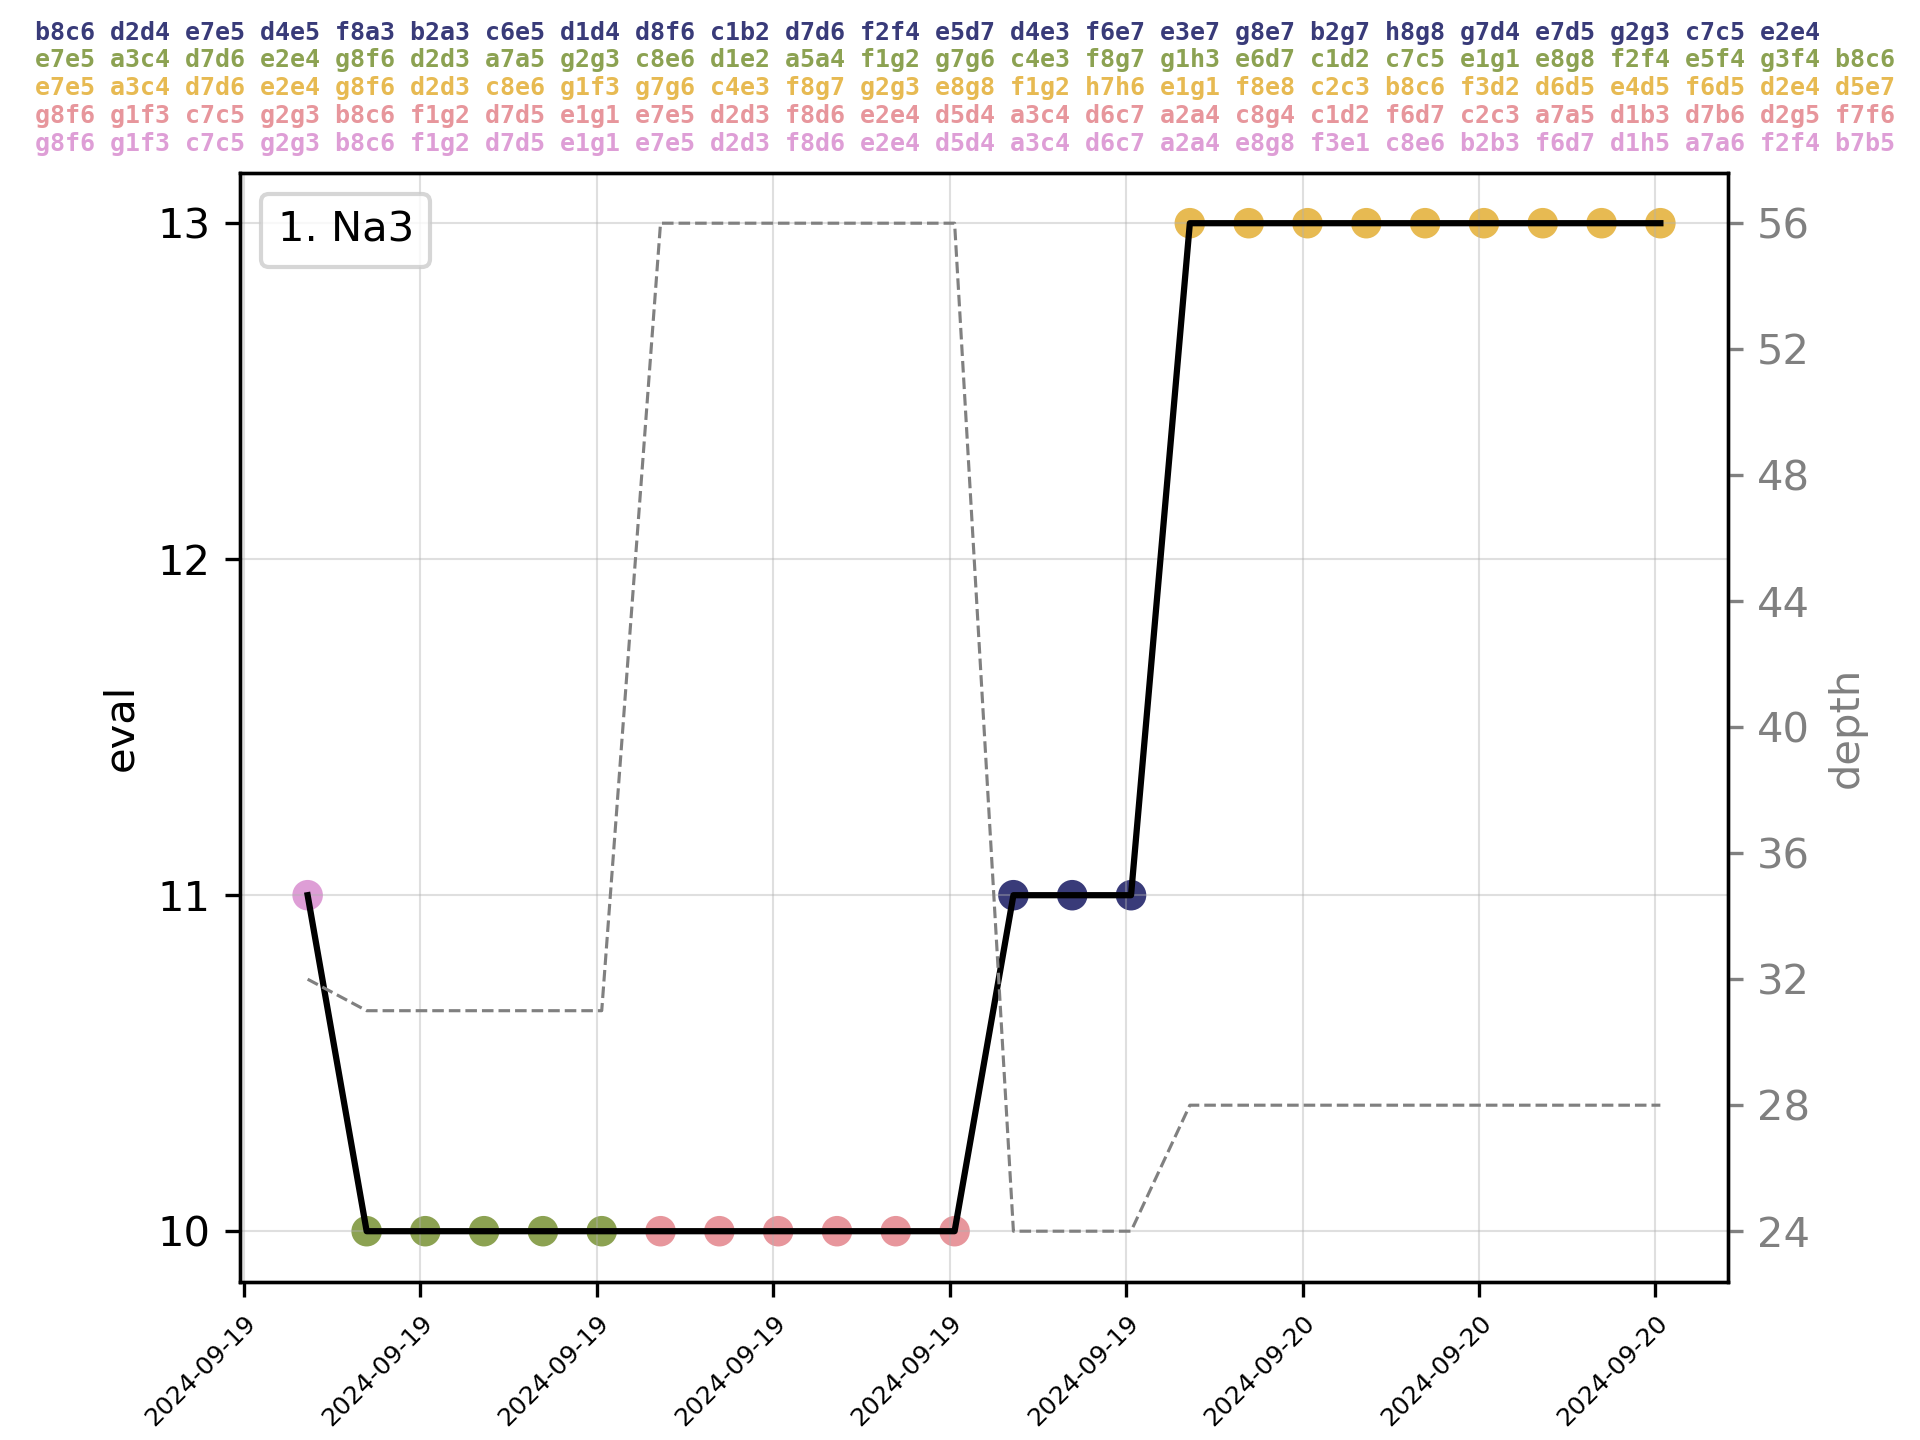 b8c6 d2d4 e7e5 d4e5 f8a3 b2a3 c6e5 d1d4 d8f6 c1b2 d7d6 f2f4 e5d7 d4e3 f6e7 e3e7 g8e7 b2g7 h8g8 g7d4 e7d5 g2g3 c7c5 e2e4
e7e5 a3c4 d7d6 e2e4 g8f6 d2d3 a7a5 g2g3 c8e6 d1e2 a5a4 f1g2 g7g6 c4e3 f8g7 g1h3 e6d7 c1d2 c7c5 e1g1 e8g8 f2f4 e5f4 g3f4 b8c6
e7e5 a3c4 d7d6 e2e4 g8f6 d2d3 c8e6 g1f3 g7g6 c4e3 f8g7 g2g3 e8g8 f1g2 h7h6 e1g1 f8e8 c2c3 b8c6 f3d2 d6d5 e4d5 f6d5 d2e4 d5e7
g8f6 g1f3 c7c5 g2g3 b8c6 f1g2 d7d5 e1g1 e7e5 d2d3 f8d6 e2e4 d5d4 a3c4 d6c7 a2a4 c8g4 c1d2 f6d7 c2c3 a7a5 d1b3 d7b6 d2g5 f7f6
g8f6 g1f3 c7c5 g2g3 b8c6 f1g2 d7d5 e1g1 e7e5 d2d3 f8d6 e2e4 d5d4 a3c4 d6c7 a2a4 e8g8 f3e1 c8e6 b2b3 f6d7 d1h5 a7a6 f2f4 b7b5
1. Na3
13
12
11
10
eval
56
52
48
44
40
36
32
28
24
depth
2024-09-19
2024-09-19
2024-09-19
2024-09-19
2024-09-19
2024-09-19
2024-09-20
2024-09-20
2024-09-20